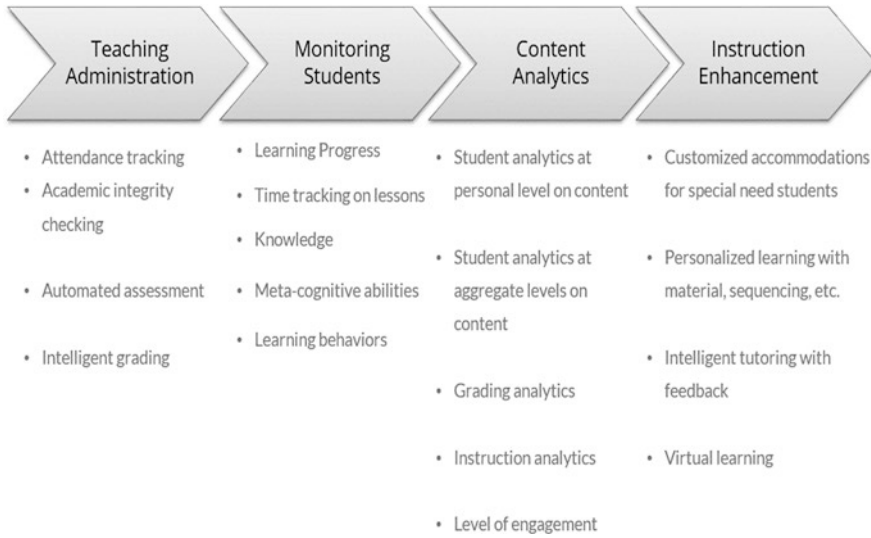 Teaching
Administration
Monitoring
Students
Content
Analytics
Instruction
Enhancement
• Attendance tracking
• Academic integrity
checking
• Automated assessment
• Intelligent grading
• Learning Progress
• Time tracking on lessons
• Knowledge
• Meta-cognitive abilities
• Learning behaviors
• Student analytics at
personal level on content
• Student analytics at
aggregate levels on
content
• Grading analytics
• Instruction analytics
• Level of engagement
• Customized accommodations
for special need students
• Personalized learning with
material, sequencing, etc.
• Intelligent tutoring with
feedback
• Virtual learning